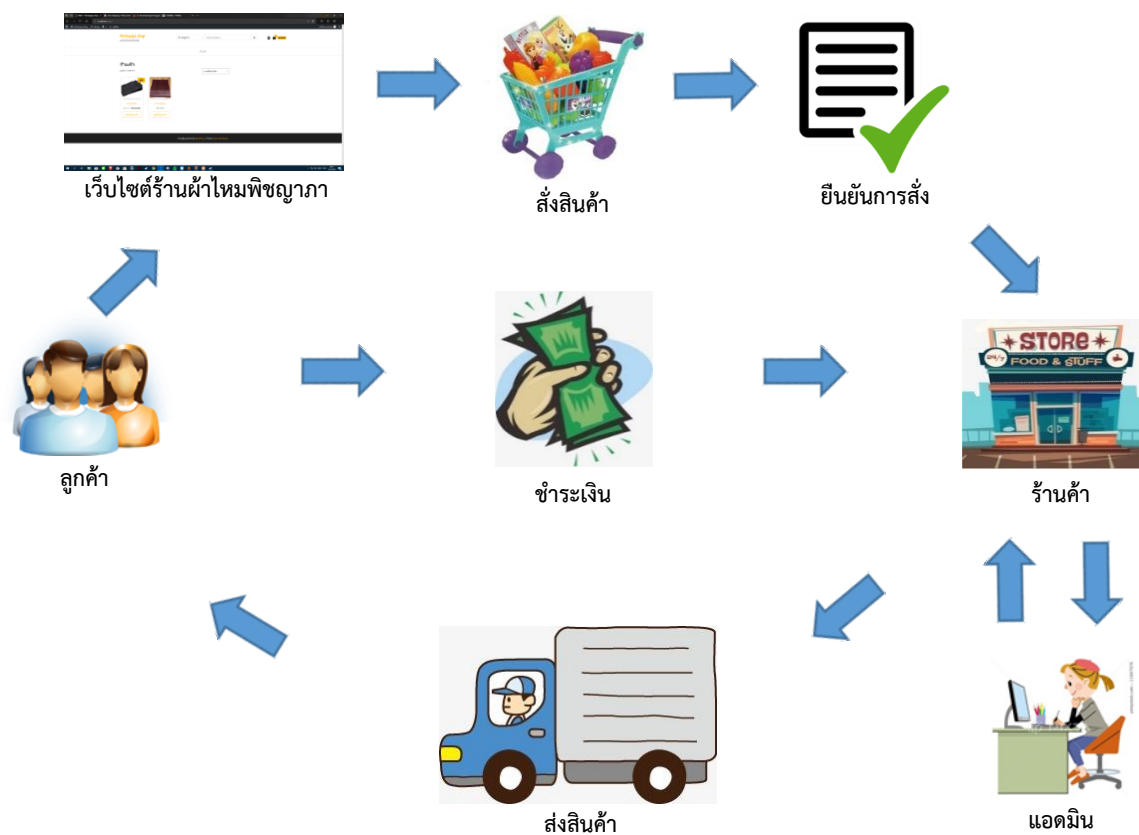 เว็บไซต์ร้านผ้าไหมพิชญาภา
สั่งสินค้า
ยืนยันการสั่ง
STORE
24/7
FOOD & STUFF
ลูกค้า
ชำระเงิน
ร้านค้า
ส่งสินค้า
แอดมิน